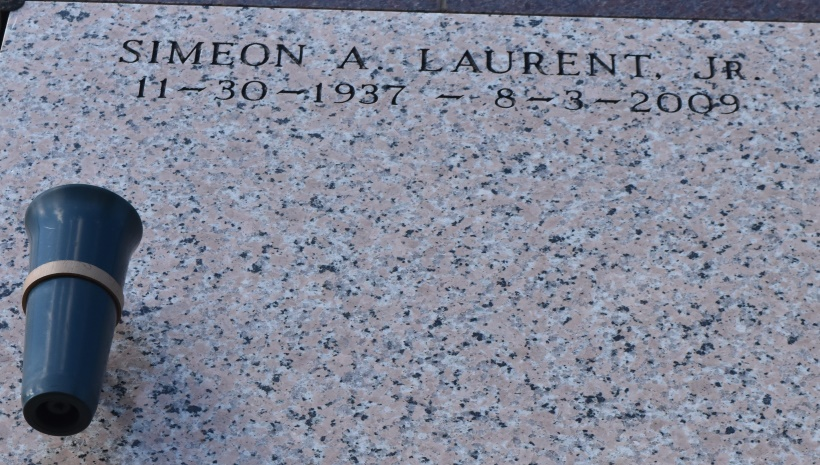 SIMEON A. LAURENT, JR.
11-30-1937 - 8-3-2009